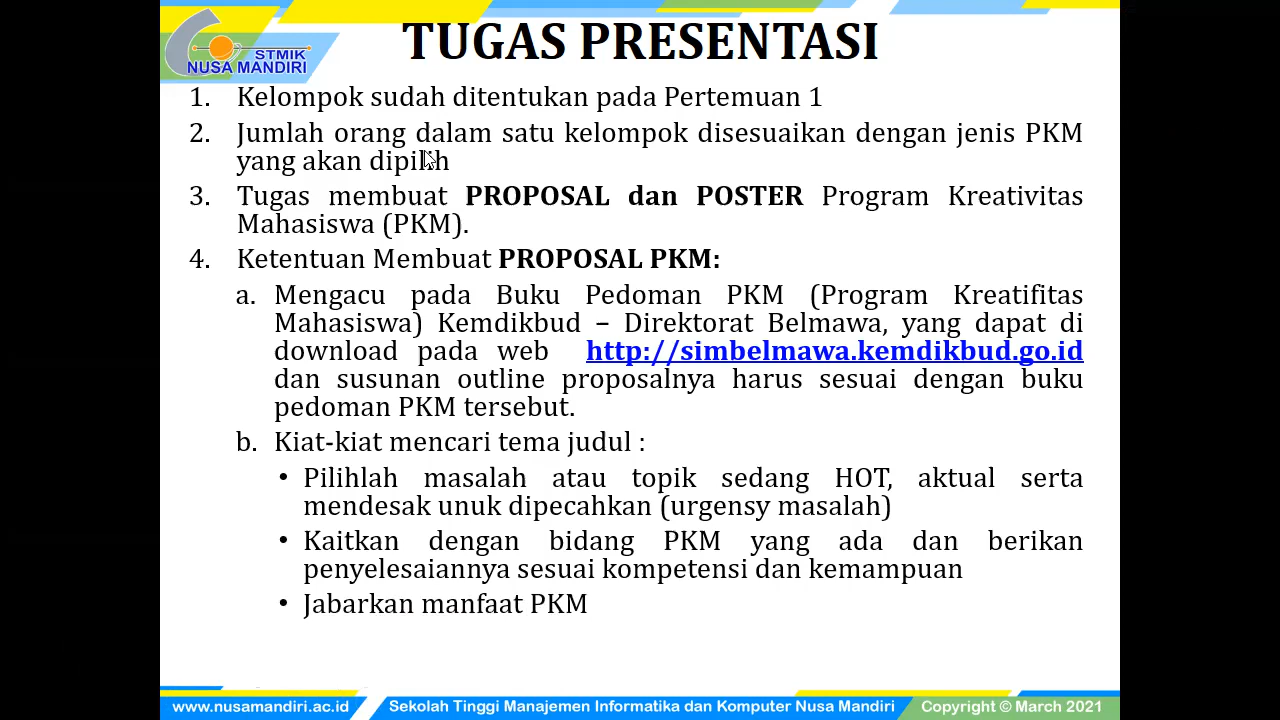 TUGAS PRESENTASI
STMIK
NUSA MANDIRI
1. Kelompok sudah ditentukan pada Pertemuan 1
2. Jumlah orang dalam satu kelompok disesuaikan dengan jenis PKM
yang akan dipilih
3. Tugas membuat PROPOSAL dan POSTER Program Kreativitas
Mahasiswa (PKM).
4. Ketentuan Membuat PROPOSAL PKM:
a. Mengacu pada Buku Pedoman PKM (Program Kreatifitas
Mahasiswa) Kemdikbud – Direktorat Belmawa, yang dapat di
download pada web http://simbelmawa.kemdikbud.go.id
dan susunan outline proposalnya harus sesuai dengan buku
pedoman PKM tersebut.
b. Kiat-kiat mencari tema judul :
• Pilihlah masalah atau topik sedang HOT, aktual serta
mendesak unuk dipecahkan (urgensy masalah)
• Kaitkan dengan bidang PKM yang ada dan berikan
penyelesaiannya sesuai kompetensi dan kemampuan
• Jabarkan manfaat PKM
www.nusamandiri.ac.id Sekolah Tinggi Manajemen Informatika dan Komputer Nusa Mandiri Copyright © March 2021